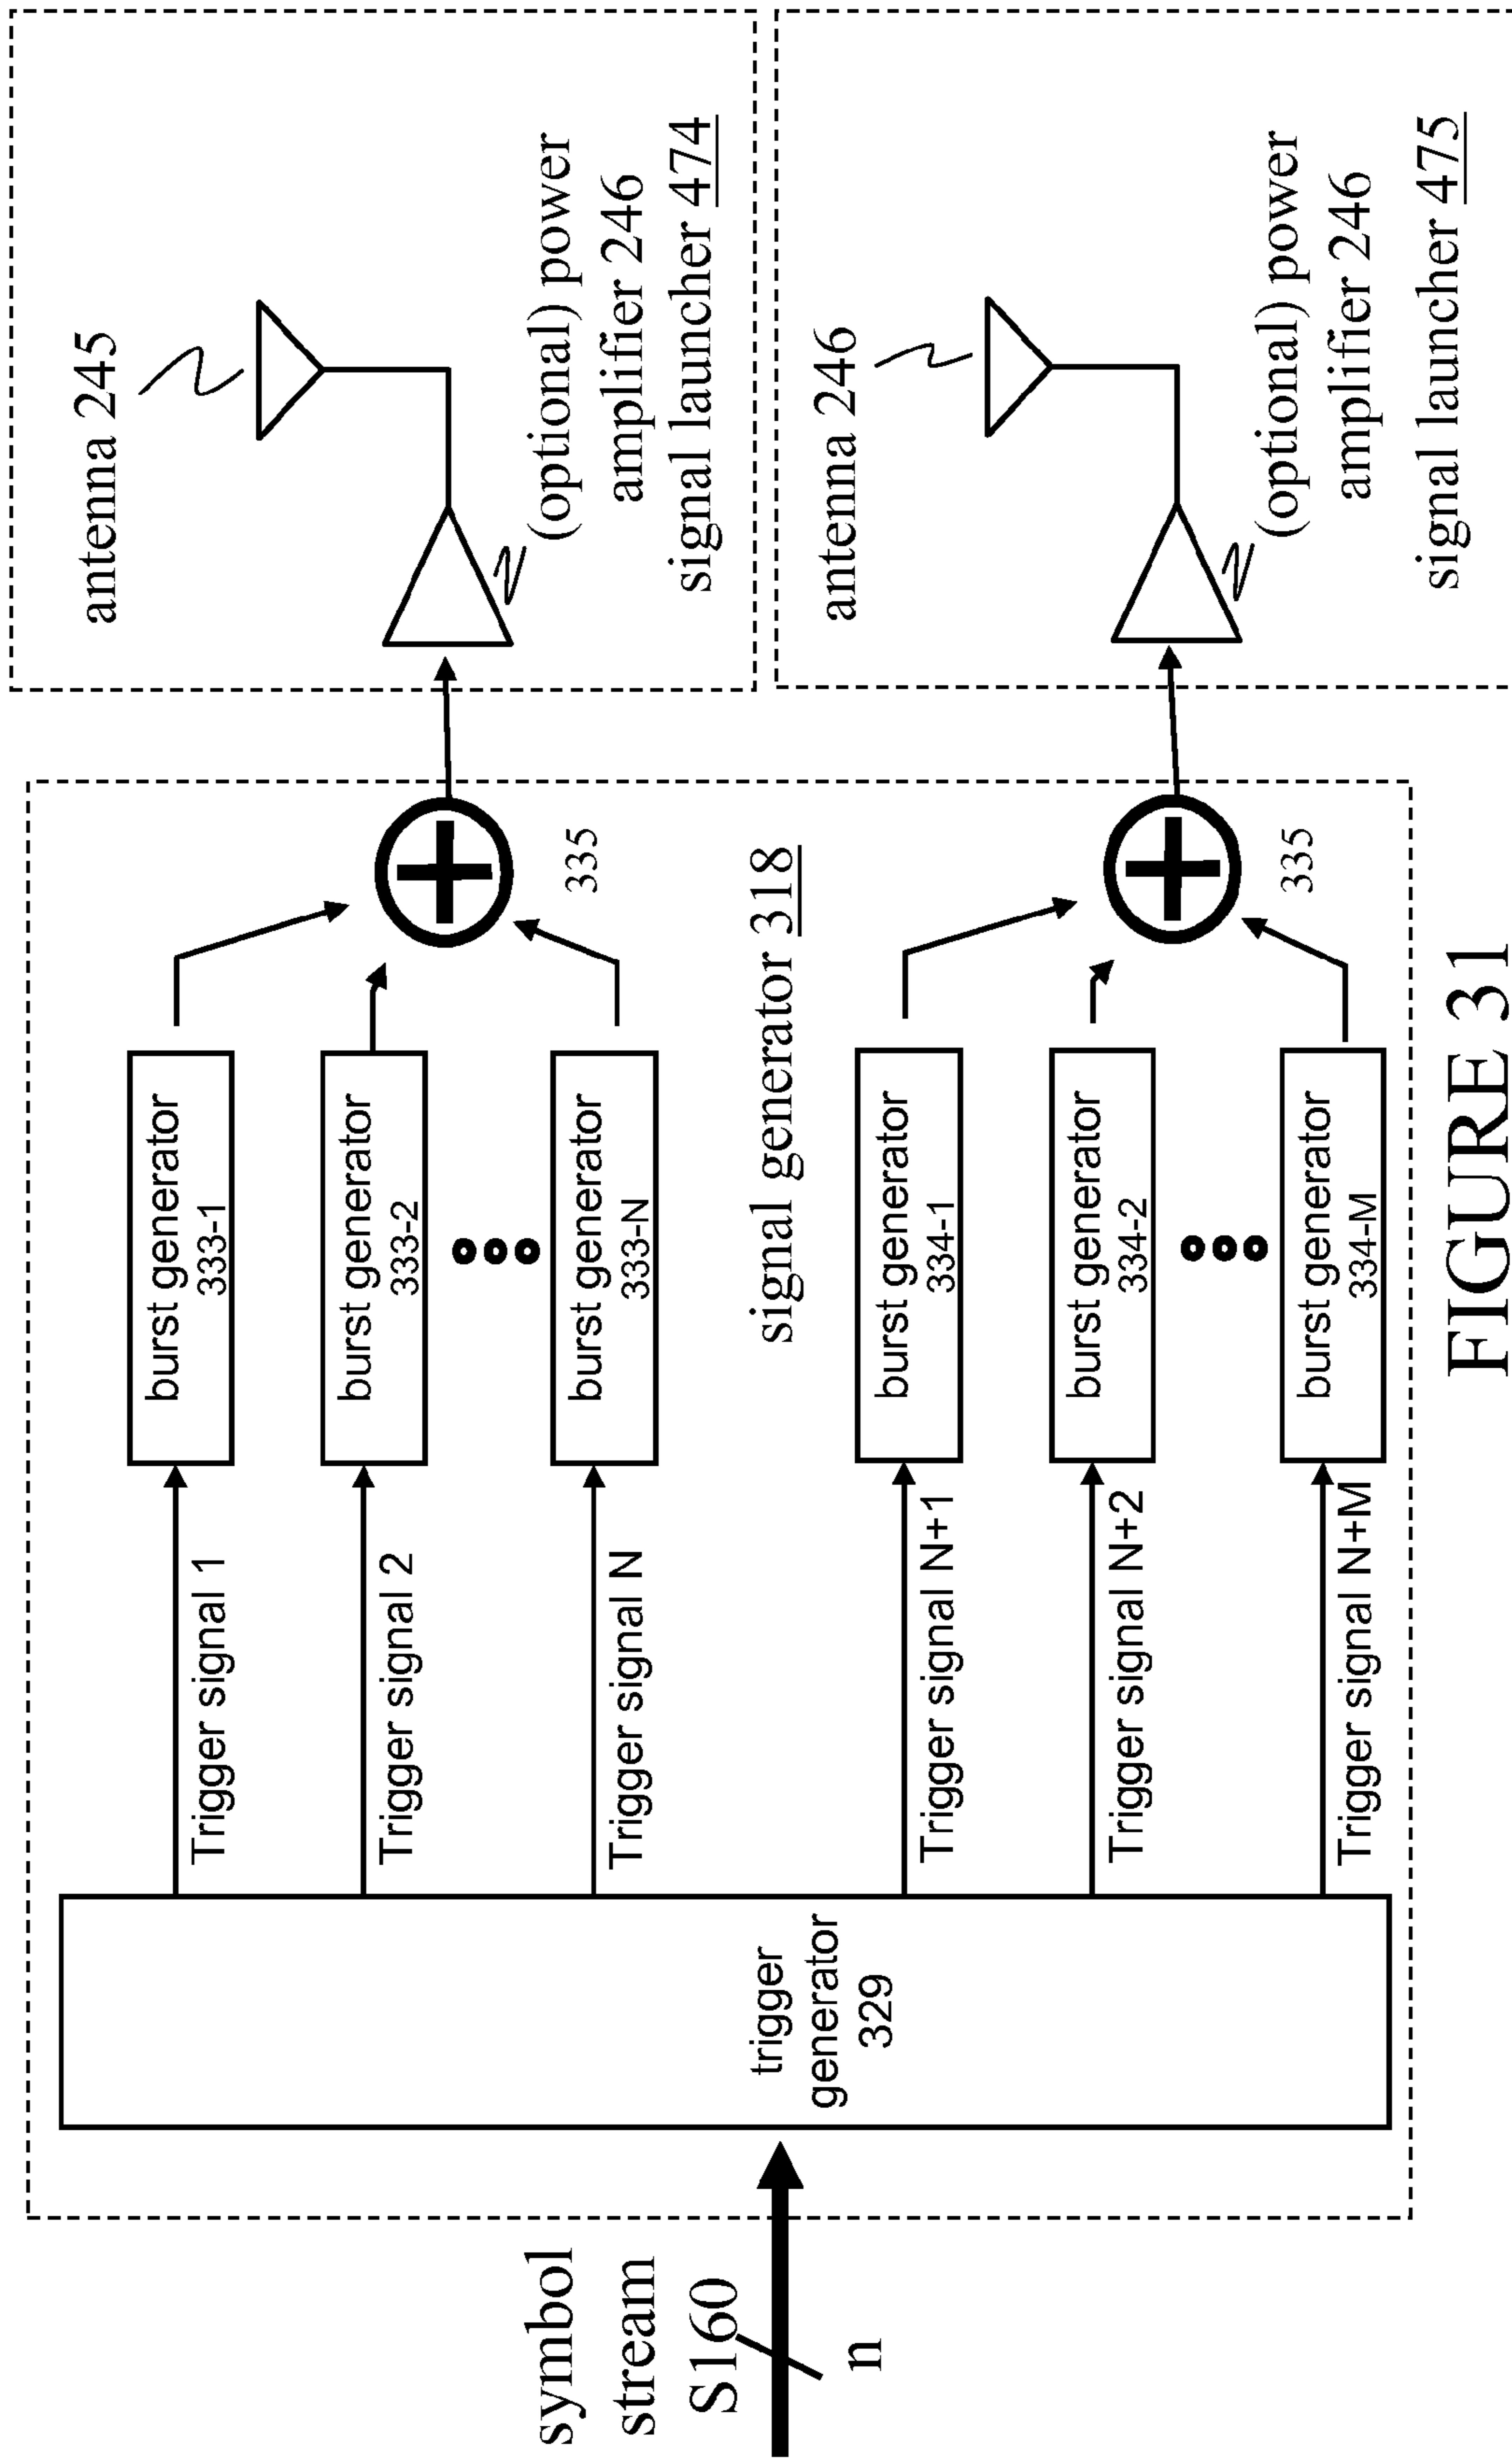 symbol
stream
S160
n
trigger
generator
329
Trigger signal 1
Trigger signal 2
Trigger signal N
Trigger signal N+1
Trigger signal N+2
Trigger signal N+M
burst generator
333-1
burst generator
333-2
burst generator
333-N
signal generator 318
burst generator
334-1
burst generator
334-2
burst generator
334-M
335
335
antenna 245
(optional) power
amplifier 246
signal launcher 474
antenna 246
(optional) power
amplifier 246
signal launcher 475
FIGURE 31